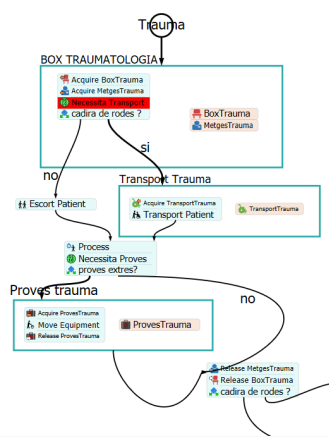 Trauma
BOX TRAUMATOLOGIA
Acquire BoxTrauma
Acquire MetgesTrauma
Necessita Transport
cadira de rodes ?
BoxTrauma
MetgesTrauma
si
no
Transport Trauma
Escort Patient
Acquire TransportTrauma
Transport Patient
TransportTrauma
Process
Necessita Proves
proves extres?
Proves trauma
no
Acquire ProvesTrauma
Move Equipment
Release ProvesTrauma
ProvesTrauma
Release MetgesTrauma
Release BoxTrauma
cadira de rodes ?